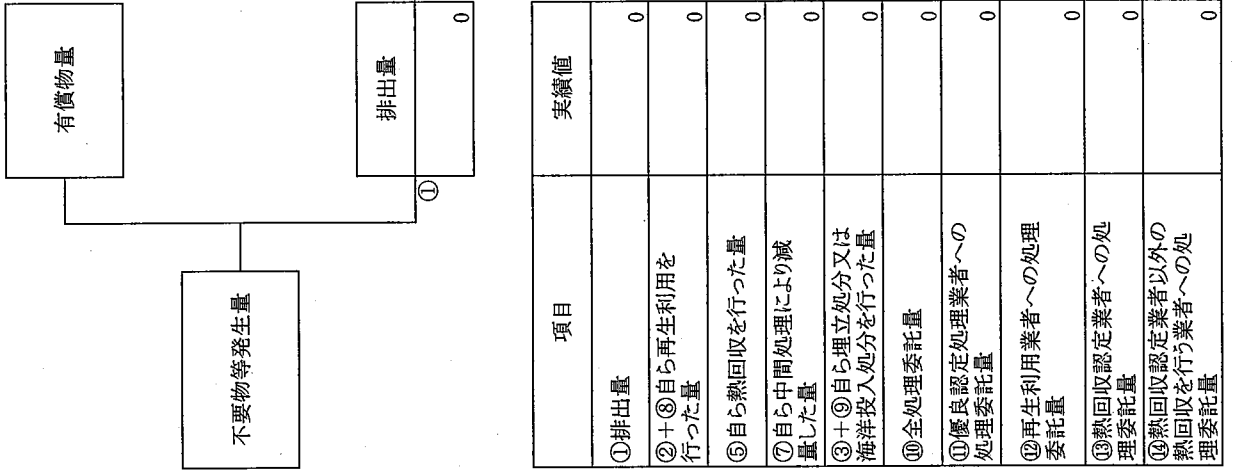 有償物量
不要物等発生量
排出量
①
0
項目
実績値
①排出量
0
②+⑧自ら再生利用を
行った量
0
⑤自ら熱回収を行った量
0
⑦自ら中間処理により減
量した量
0
③+⑨自ら埋立処分又は
海洋投入処分を行った量
0
⑩全処理委託量
0
⑪優良認定処理業者への
処理委託量
0
⑫再生利用業者への処理
委託量
0
⑬熱回収認定業者への処
理委託量
0
⑭熱回収認定業者以外の
熱回収を行う業者への処
理委託量
0